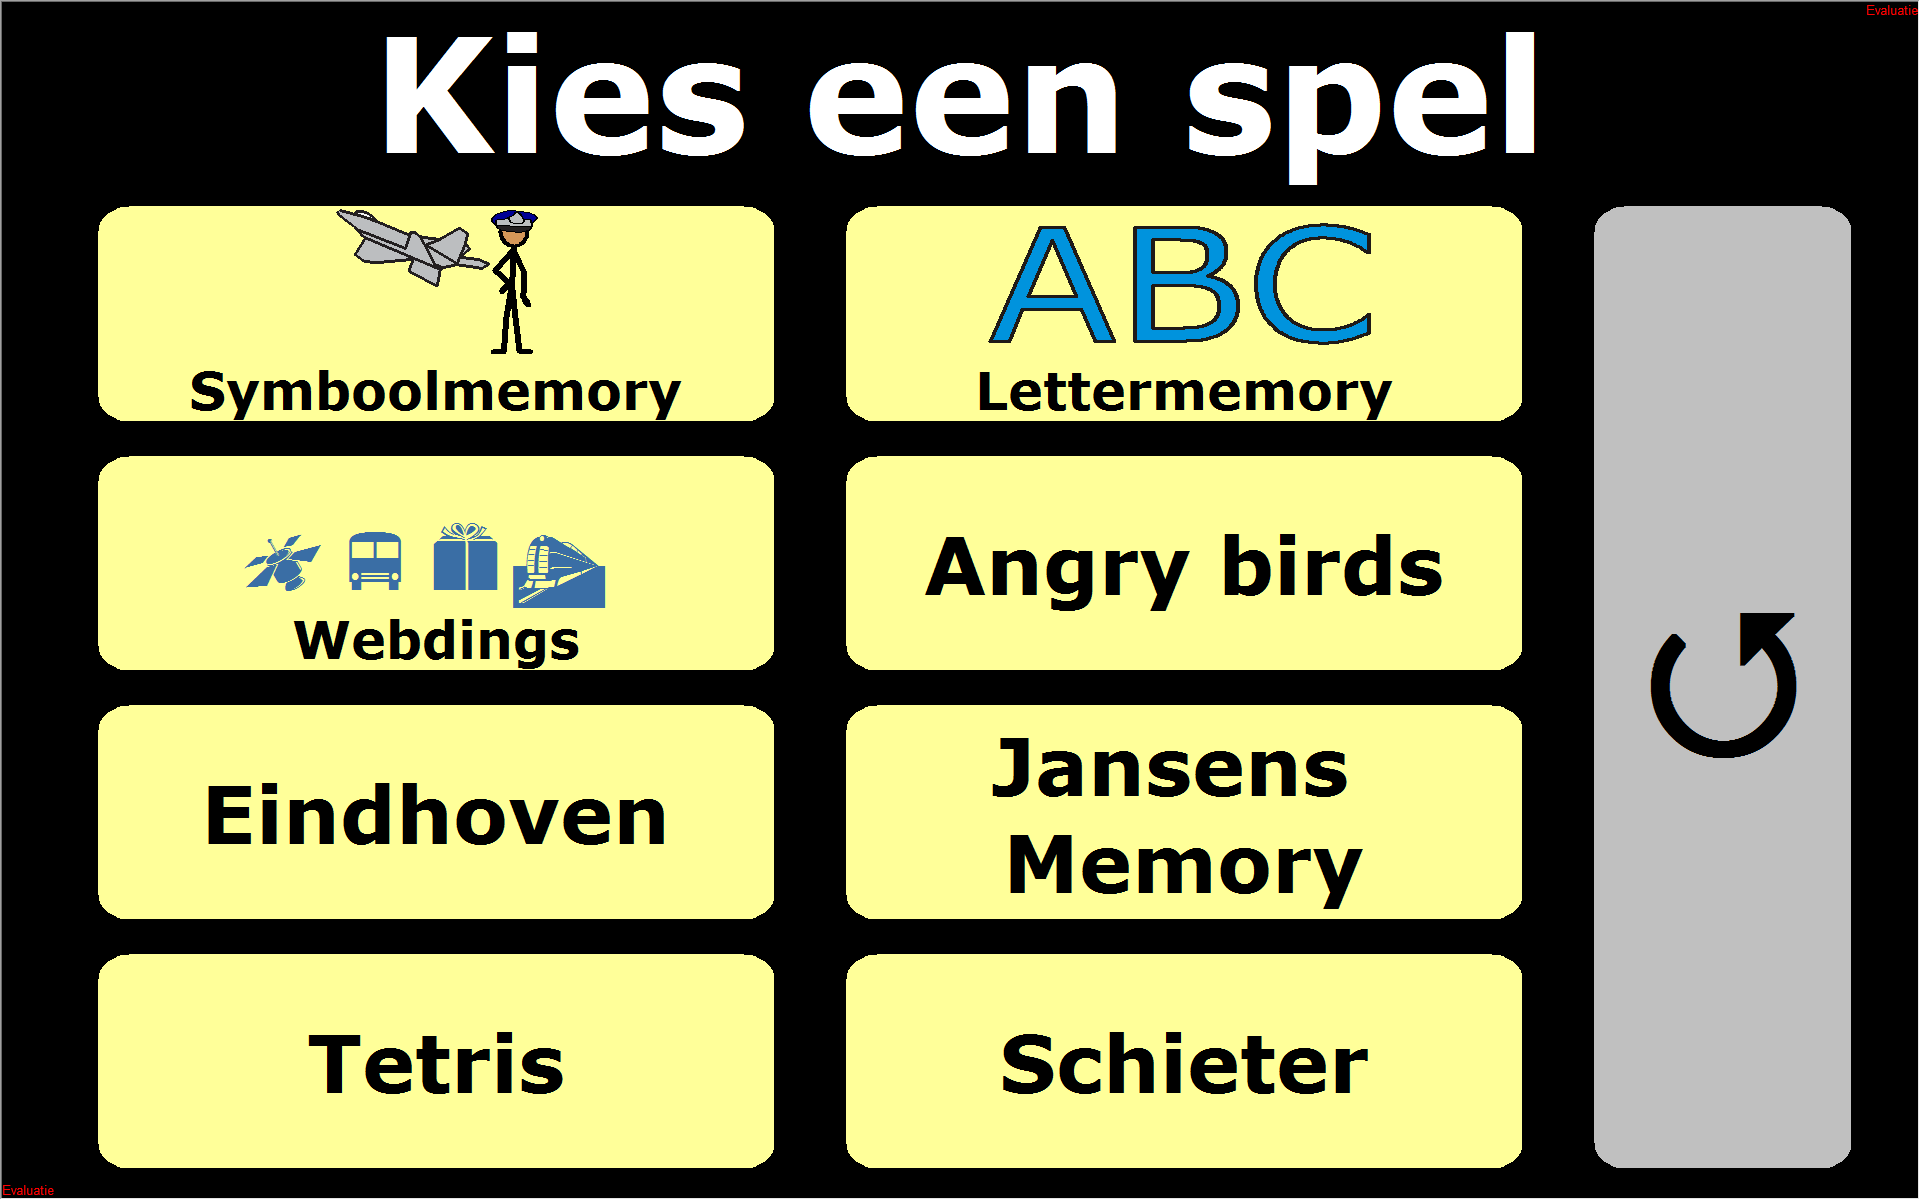 Evaluatie
Kies een spel
ABC
Symboolmemory
Lettermemory
Webdings
Angry birds
Eindhoven
Jansens
Memory
Tetris
Schieter
Evaluatie